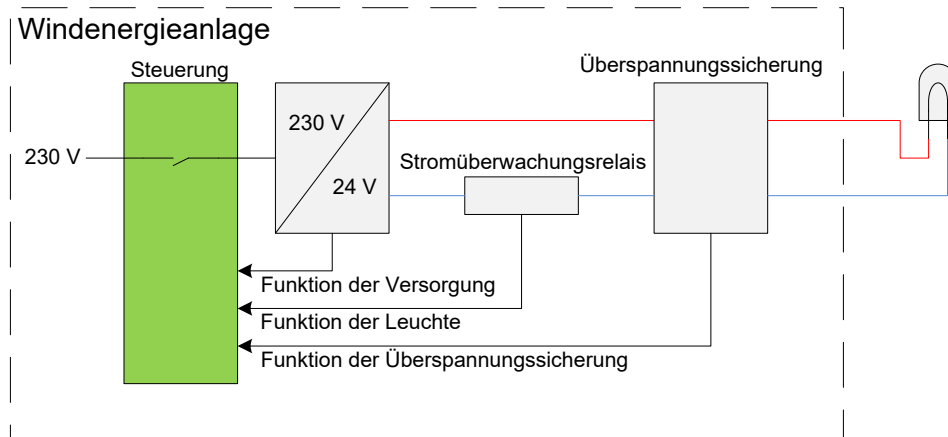 Windenergieanlage
Steuerung
Überspannungssicherung
230 V
230 V
24 V
Stromüberwachungsrelais
Funktion der Versorgung
Funktion der Leuchte
Funktion der Überspannungssicherung